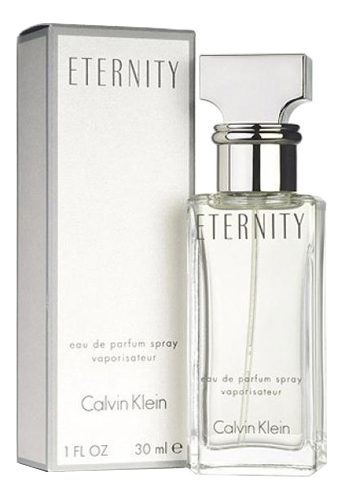 ETERNITY
eau de parfum spray
vaporisateur
Calvin Klein
1 FL OZ 30 ml e
ETERNITY
eau de parfum spray
vaporisateur
Calvin Klein